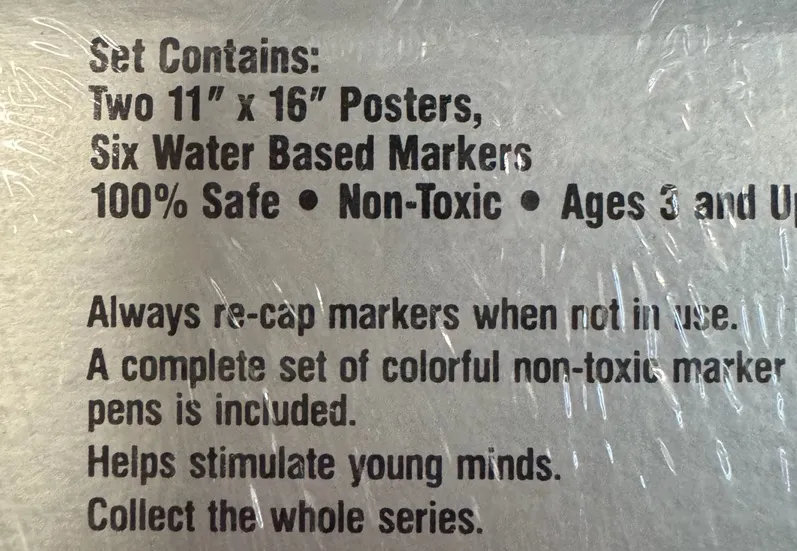 Set Contains:
Two 11" x 16" Posters,
Six Water Based Markers
100% Safe • Non-Toxic • Ages 3 and Up
Always re-cap markers when not in use.
A complete set of colorful non-toxic marker
pens is included.
Helps stimulate young minds.
Collect the whole series.